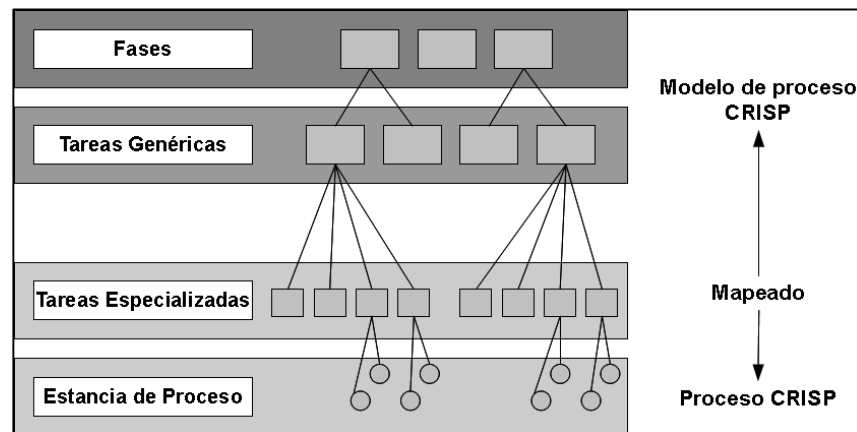 Fases
Modelo de proceso
CRISP
Tareas Genéricas
Tareas Especializadas
Mapeado
Estancia de Proceso
Proceso CRISP